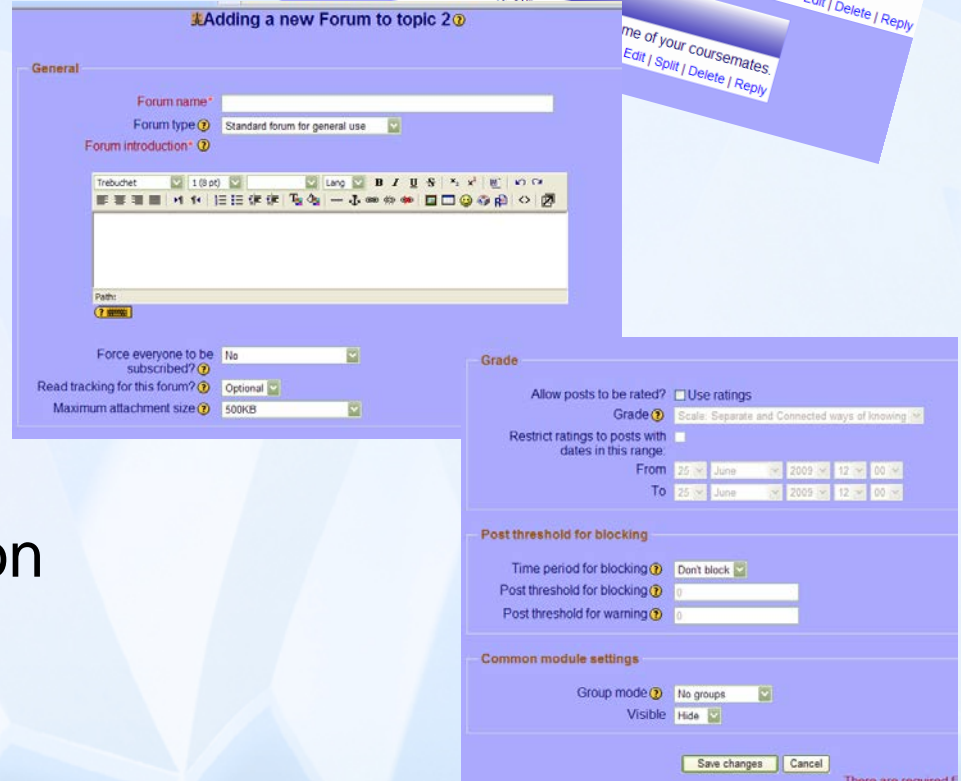 Adding a new Forum to topic 2
Delete | Reply
me of your coursemates.
Edit | Split | Delete | Reply
General
Forum name*
Forum type Standard forum for general use
Forum introduction*
Trebuchet 1 (8 pt) Lang B I U S
Path:
Force everyone to be subscribed? No
Read tracking for this forum? Optional
Maximum attachment size 500KB
on
Grade
Allow posts to be rated? Use ratings
Grade Scale: Separate and Connected ways of knowing
Restrict ratings to posts with
dates in this range:
From 25 June 2009 12 00
To 25 June 2009 12 00
Post threshold for blocking
Time period for blocking Don't block
Post threshold for blocking 0
Post threshold for warning 0
Common module settings
Group mode No groups
Visible Hide
Save changes Cancel
There are required